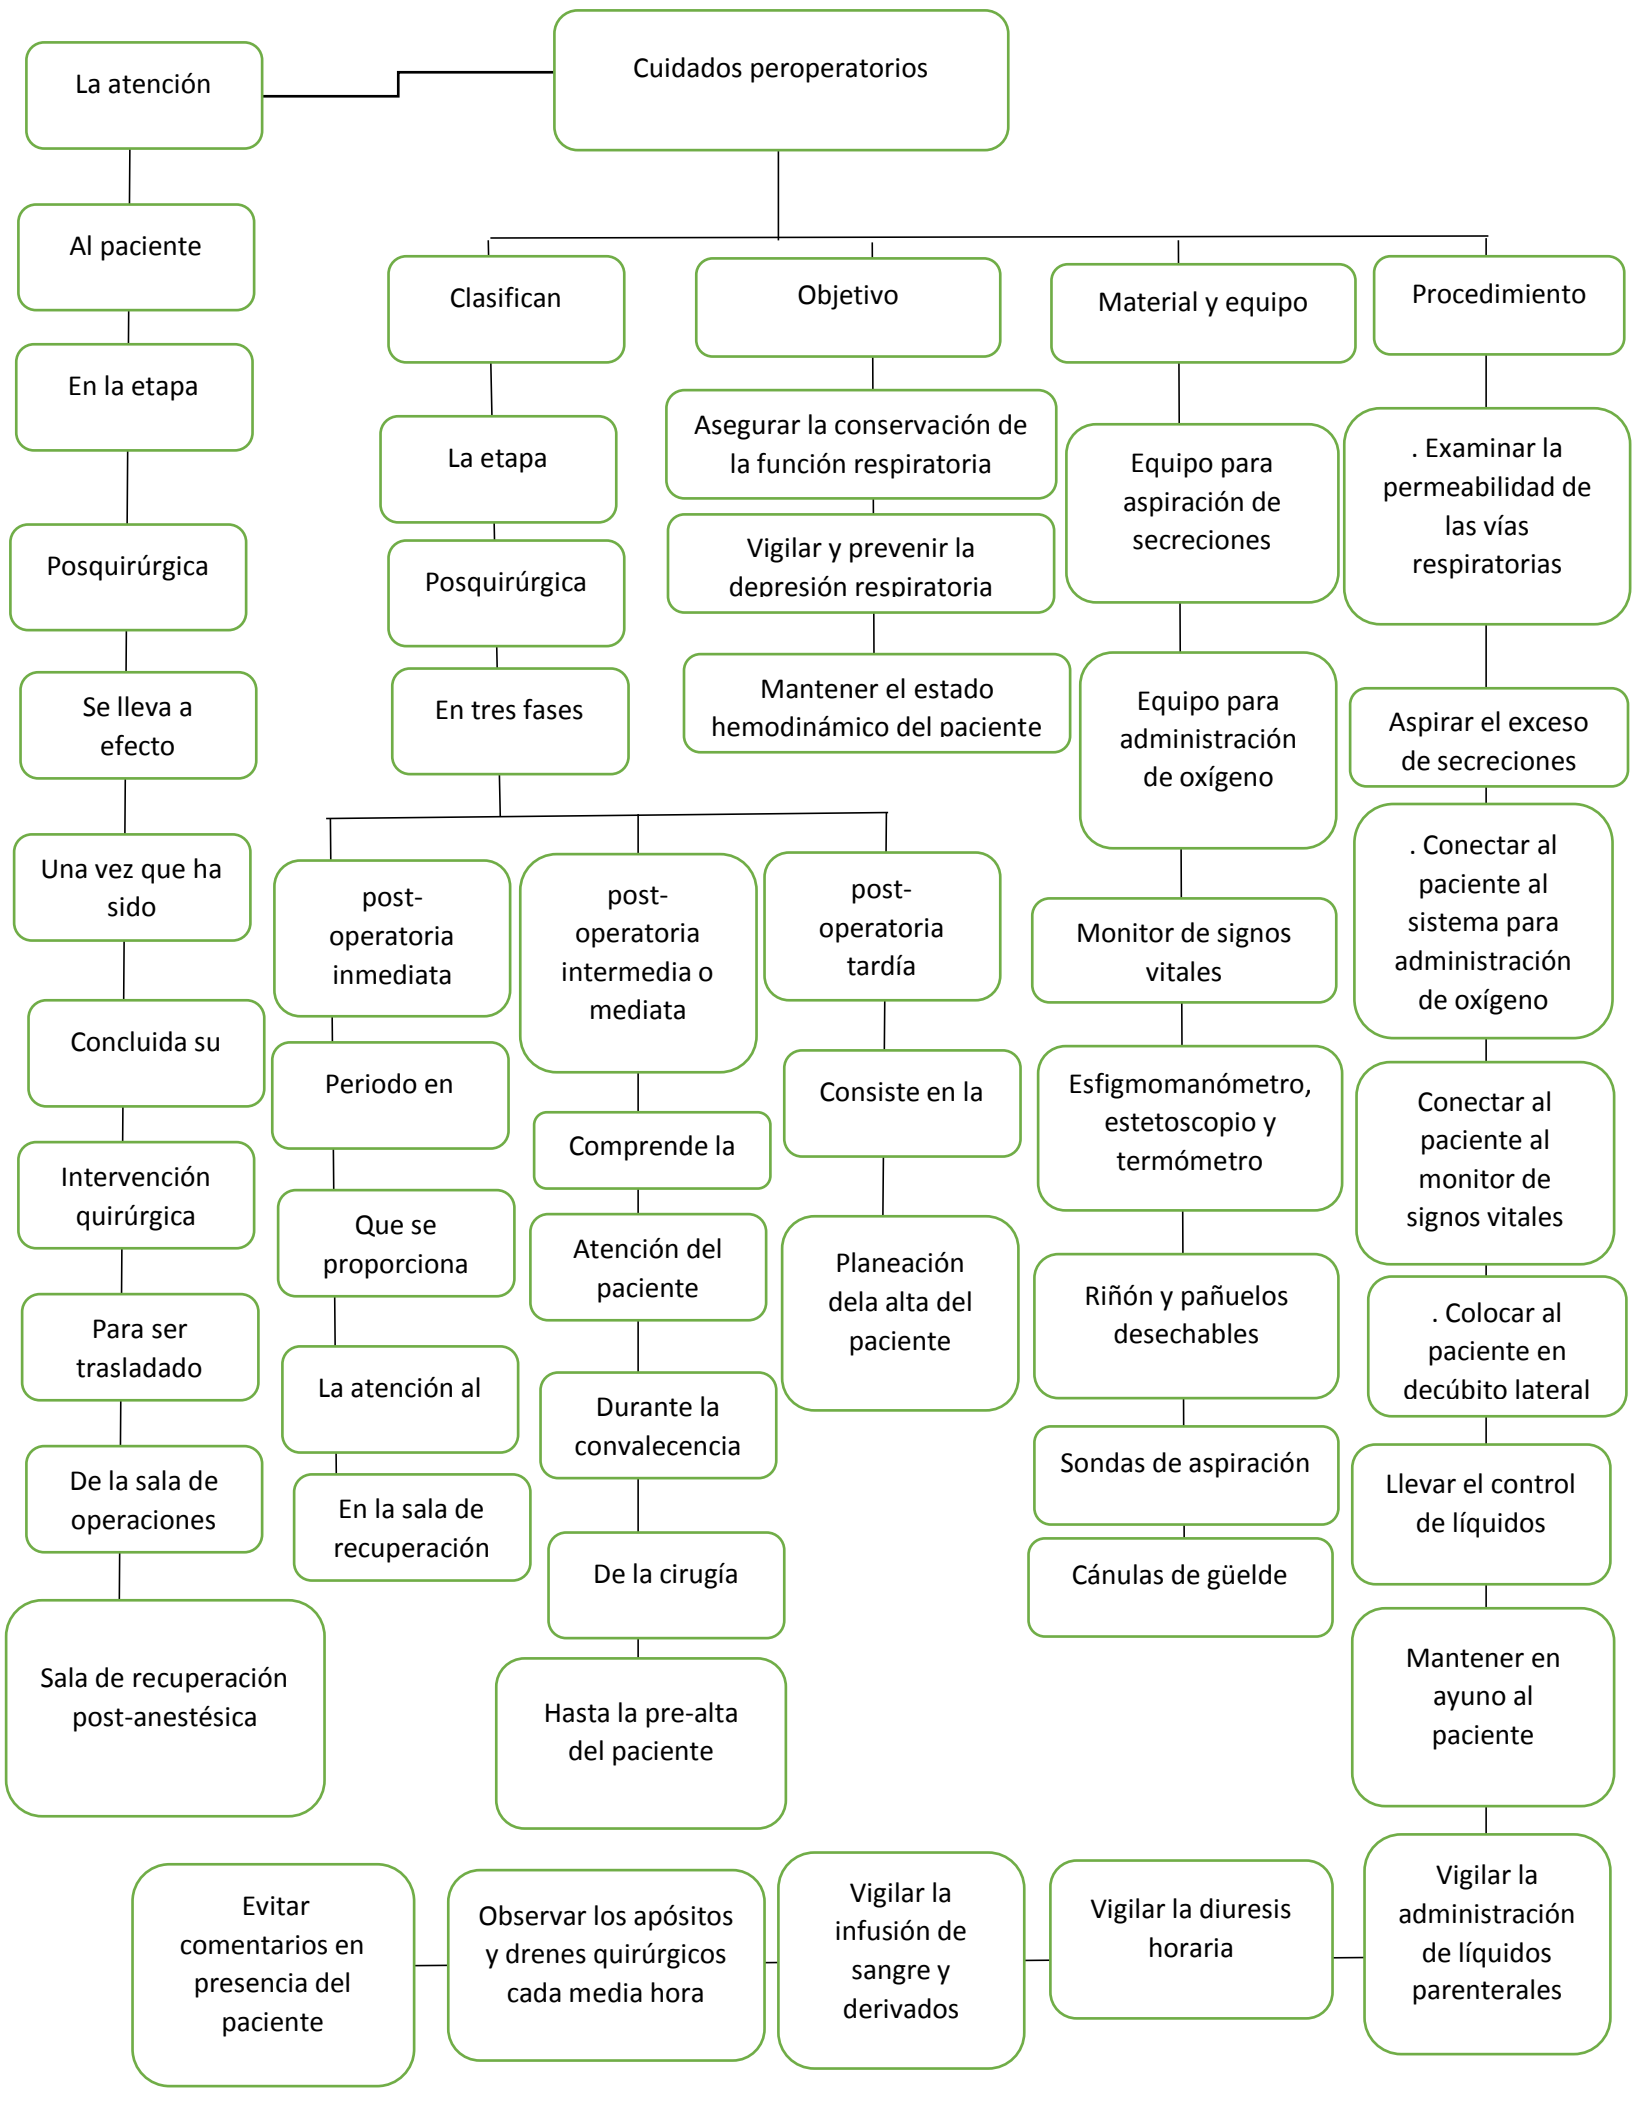 Cuidados peroperatorios
La atención
Al paciente
En la etapa
Posquirúrgica
Se lleva a
efecto
Una vez que ha
sido
Concluida su
Intervención
quirúrgica
Para ser
trasladado
De la sala de
operaciones
Sala de recuperación
post-anestésica
Clasifican
La etapa
Posquirúrgica
En tres fases
post-
operatoria
inmediata
Periodo en
Que se
proporciona
La atención al
En la sala de
recuperación
post-
operatoria
intermedia o
mediata
Comprende la
Atención del
paciente
Durante la
convalecencia
De la cirugía
Hasta la pre-alta
del paciente
post-
operatoria
tardía
Consiste en la
Planeación
dela alta del
paciente
Objetivo
Asegurar la conservación de
la función respiratoria
Vigilar y prevenir la
depresión respiratoria
Mantener el estado
hemodinámico del paciente
Material y equipo
Equipo para
aspiración de
secreciones
Equipo para
administración
de oxígeno
Monitor de signos
vitales
Esfigmomanómetro,
estetoscopio y
termómetro
Riñón y pañuelos
desechables
Sondas de aspiración
Cánulas de güelde
Procedimiento
. Examinar la
permeabilidad de
las vías
respiratorias
Aspirar el exceso
de secreciones
. Conectar al
paciente al
sistema para
administración
de oxígeno
Conectar al
paciente al
monitor de
signos vitales
. Colocar al
paciente en
decúbito lateral
Llevar el control
de líquidos
Mantener en
ayuno al
paciente
Vigilar la
administración
de líquidos
parenterales
Vigilar la diuresis
horaria
Vigilar la
infusión de
sangre y
derivados
Observar los apósitos
y drenes quirúrgicos
cada media hora
Evitar
comentarios en
presencia del
paciente